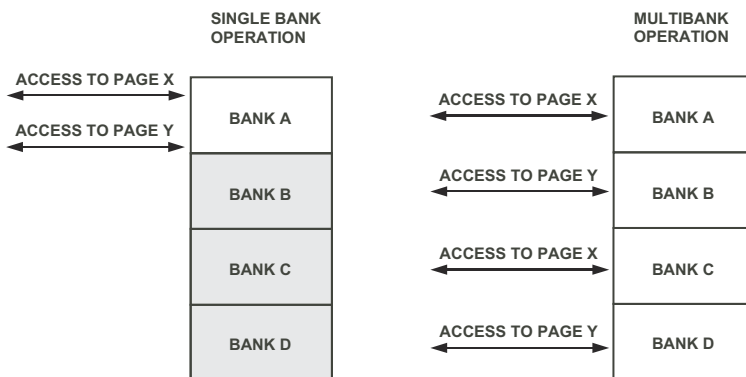 SINGLE BANK
OPERATION
ACCESS TO PAGE X
ACCESS TO PAGE Y
BANK A
BANK B
BANK C
BANK D
MULTIBANK
OPERATION
ACCESS TO PAGE X
BANK A
ACCESS TO PAGE Y
BANK B
ACCESS TO PAGE X
BANK C
ACCESS TO PAGE Y
BANK D